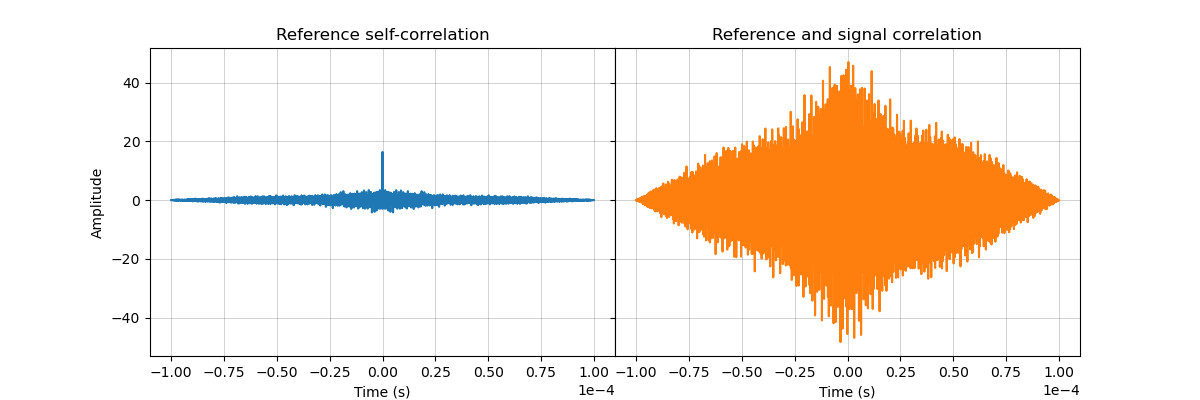 Reference self-correlation
Reference and signal correlation
Amplitude
40
20
0
−20
−40
−1.00 −0.75 −0.50 −0.25 0.00 0.25 0.50 0.75 1.00
1e−4
Time (s)
−1.00 −0.75 −0.50 −0.25 0.00 0.25 0.50 0.75 1.00
1e−4
Time (s)